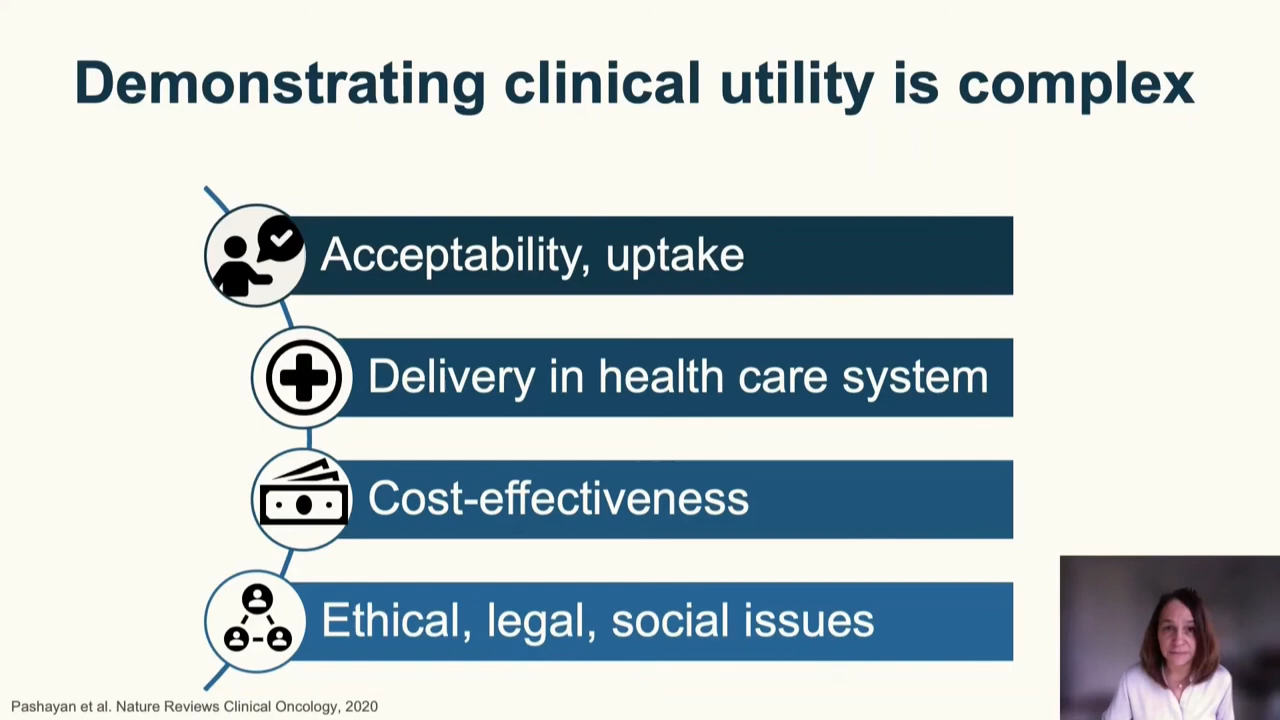 Demonstrating clinical utility is complex
Acceptability, uptake
Delivery in health care system
Cost-effectiveness
Ethical, legal, social issues
Pashayan et al. Nature Reviews Clinical Oncology, 2020